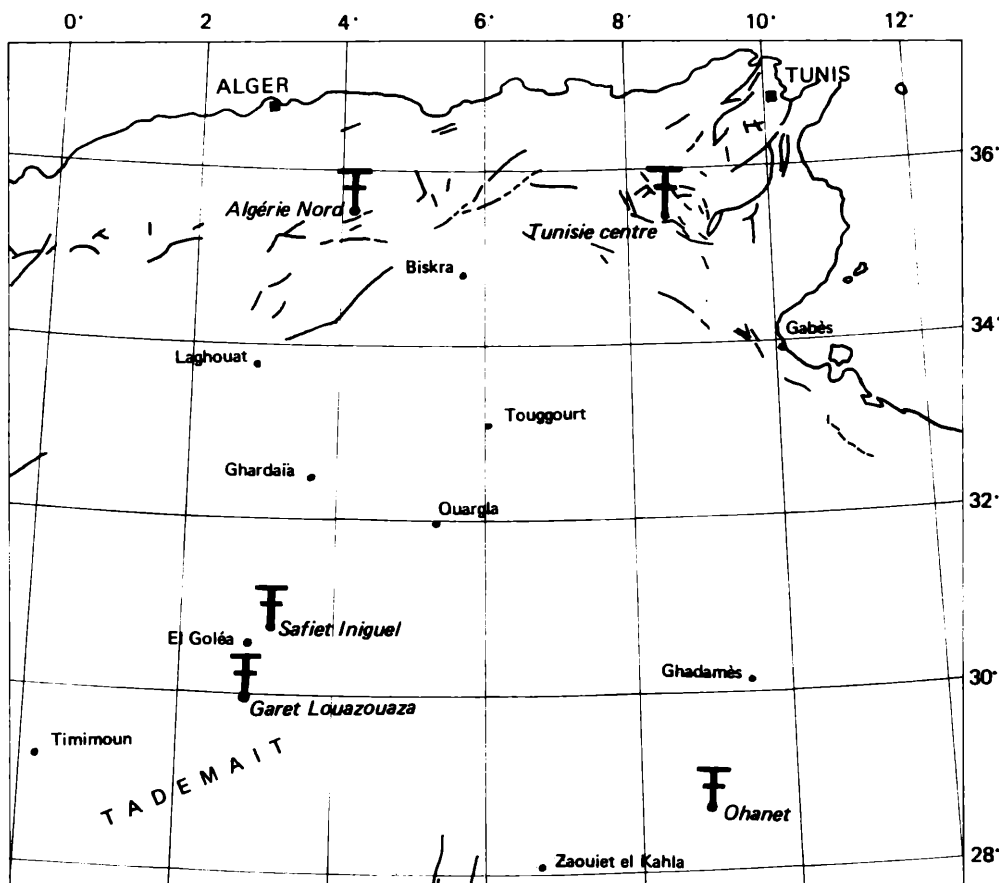 0· 2 4· 6· 8· 10· 12·
ALGER
TUNIS
36·
Algérie Nord
Tunisie centre
Biskra
34·
Gabès
Laghouat
Touggourt
Ghardaïa
Ouargla
32·
Safiet Iniguel
El Goléa
Ghadamès
30·
Garet Louazouaza
Timimoun
TADEMAIT
Ohanet
Zaouiet el Kahla
28·